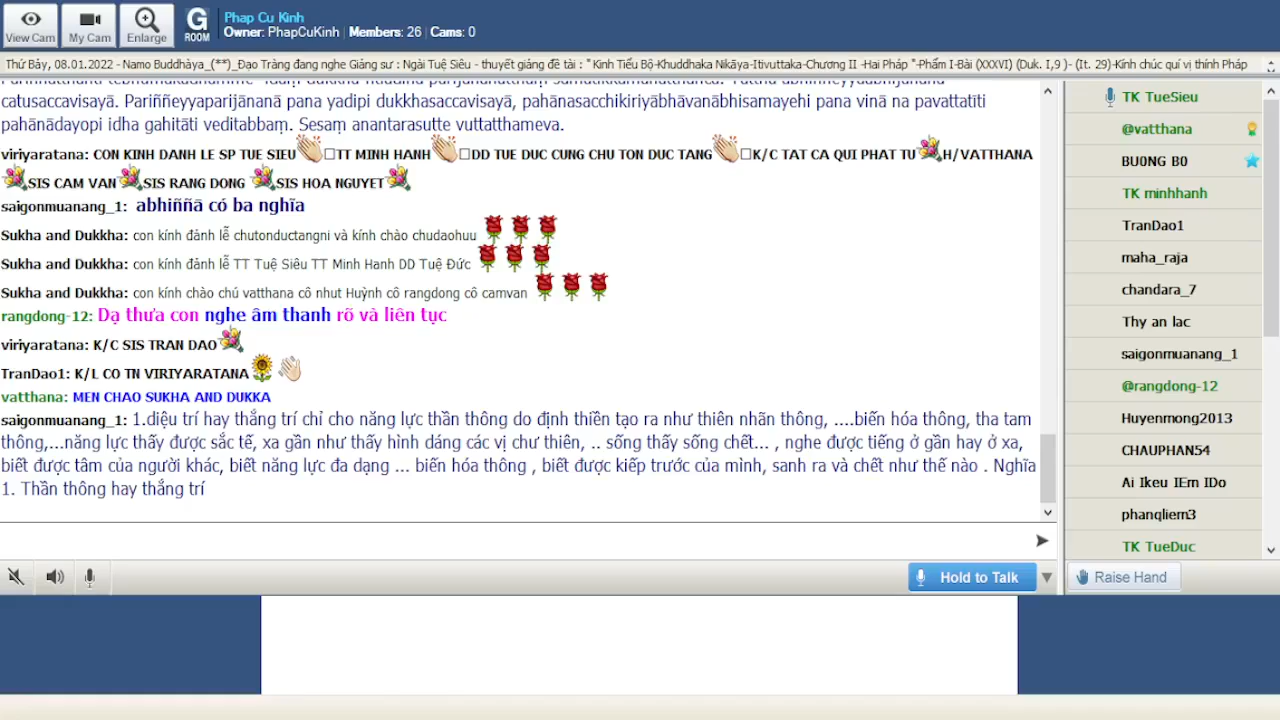 View Cam
My Cam
Enlarge
G ROOM
Phap Cu Kinh
Owner: PhapCuKinh | Members: 26 | Cams: 0
Thứ Bảy, 08.01.2022 - Namo Buddhàya_(**)_Đạo Tràng đang nghe Giảng sư : Ngài Tuệ Siêu - thuyết giảng đề tài : " Kinh Tiểu Bộ-Khuddhaka Nikāya-Itivuttaka-Chương II -Hai Pháp "-Phẩm I-Bài (XXXVI) (Duk. I,9 ) - (It. 29)-Kính chúc quí vị thính Pháp
catusaccavisayā. Pariññeyyaparijānanā pana yadipi dukkhasaccavisayā, pahānasacchikiriyābhāvanābhisamayehi pana vinā na pavattatīti
pahānādayopi idha gahitāti veditabbaṃ. Sesaṃ anantarasutte vuttatthameva.
viriyaratana: CON KINH DANH LE SP TUE SIEU TT MINH HANH DD TUE DUC CUNG CHU TON DUC TANG K/C TAT CA QUI PHAT TU H/VATTHANA
SIS CAM VAN SIS RANG DONG SIS HOA NGUYET
saigonmuanang_1: abhiññā có ba nghĩa
Sukha and Dukkha: con kính đảnh lễ chutonductangni và kính chào chudaohuu
Sukha and Dukkha: con kính đảnh lễ TT Tuệ Siêu TT Minh Hanh DD Tuệ Đức
Sukha and Dukkha: con kính chào chú vatthana cô nhut Huỳnh cô rangdong cô camvan
rangdong-12: Dạ thưa con nghe âm thanh rõ và liên tục
viriyaratana: K/C SIS TRAN DAO
TranDao1: K/L CO TN VIRIYARATANA
vatthana: MEN CHAO SUKHA AND DUKKA
saigonmuanang_1: 1.diệu trí hay thắng trí chỉ cho năng lực thần thông do định thiền tạo ra như thiên nhãn thông, ....biến hóa thông, tha tam
thông,...năng lực thấy được sắc tế, xa gần như thấy hình dáng các vị chư thiên, .. sống thấy sống chết... , nghe được tiếng ở gần hay ở xa,
biết được tâm của người khác, biết năng lực đa dạng ... biến hóa thông , biết được kiếp trước của mình, sanh ra và chết như thế nào . Nghĩa
1. Thần thông hay thắng trí
TK TueSieu
@vatthana
BU0NG B0
TK minhhanh
TranDao1
maha_raja
chandara_7
Thy an lac
saigonmuanang_1
@rangdong-12
Huyenmong2013
CHAUPHAN54
Ai Ikeu IEm IDo
phanqliem3
TK TueDuc
Hold to Talk
Raise Hand